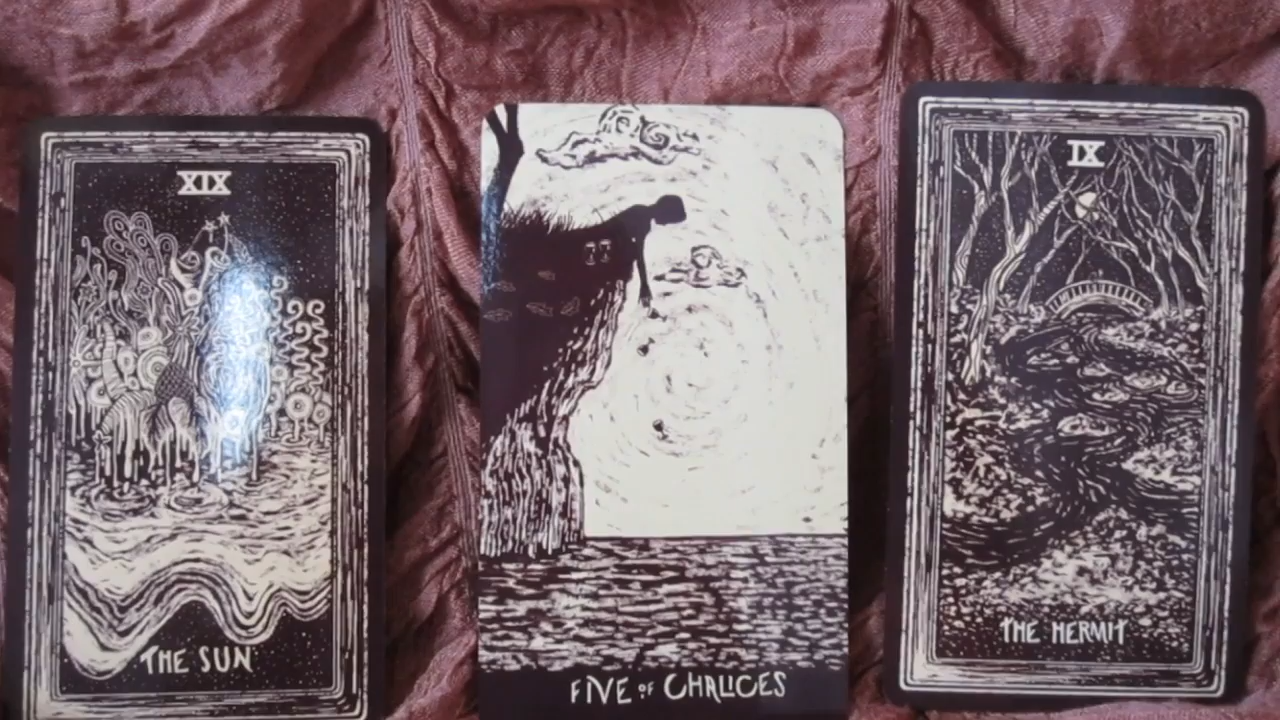 XIX
THE SUN
FIVE OF CHALICES
IX
THE HERMIT